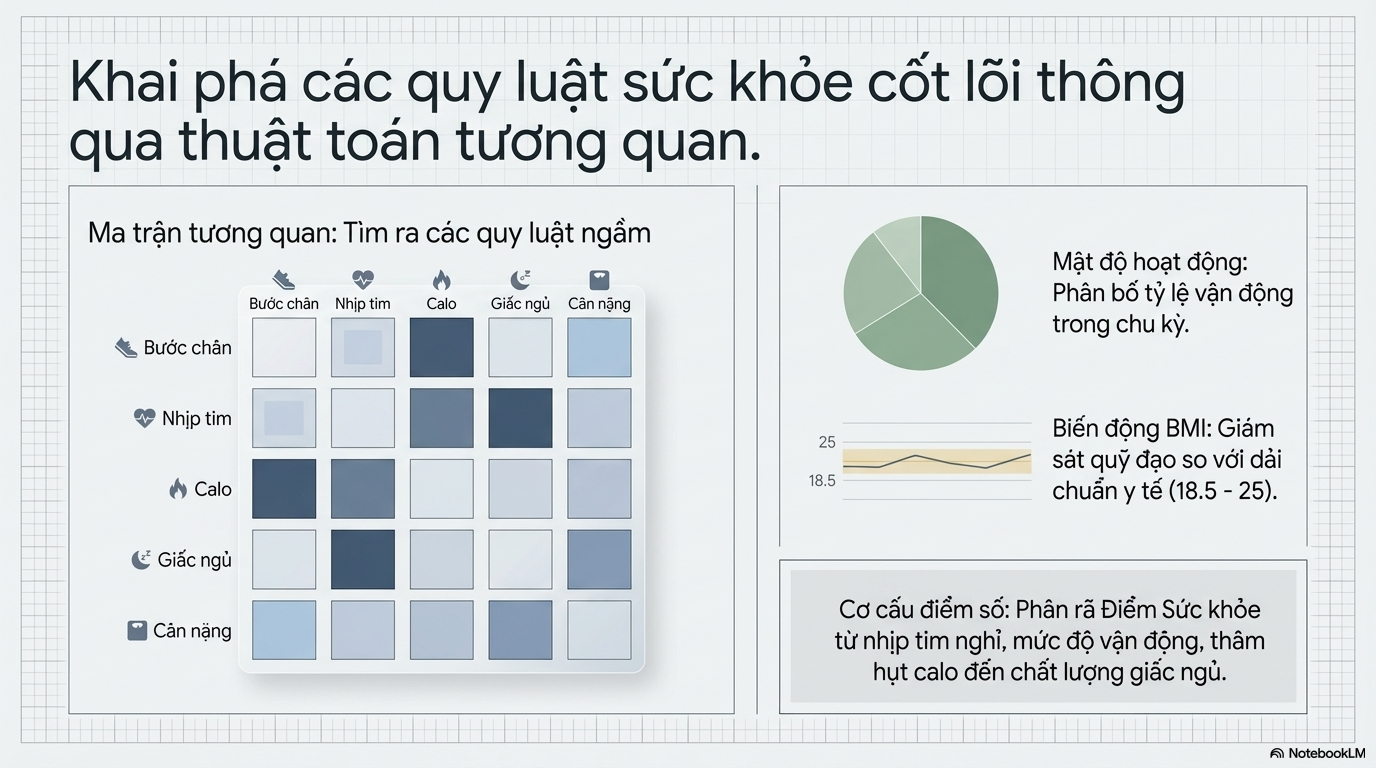 Khai phá các quy luật sức khỏe cốt lõi thông
qua thuật toán tương quan.
Ma trận tương quan: Tìm ra các quy luật ngầm
Bước chân
Nhịp tim
Calo
Giấc ngủ
Cân nặng
Bước chân
Nhịp tim
Calo
Giấc ngủ
Cân nặng
Mật độ hoạt động:
Phân bố tỷ lệ vận động
trong chu kỳ.
25
18.5
Biến động BMI: Giám
sát quỹ đạo so với dải
chuẩn y tế (18.5 - 25).
Cơ cấu điểm số: Phân rã Điểm Sức khỏe
từ nhịp tim nghỉ, mức độ vận động, thâm
hụt calo đến chất lượng giấc ngủ.
NotebookLM